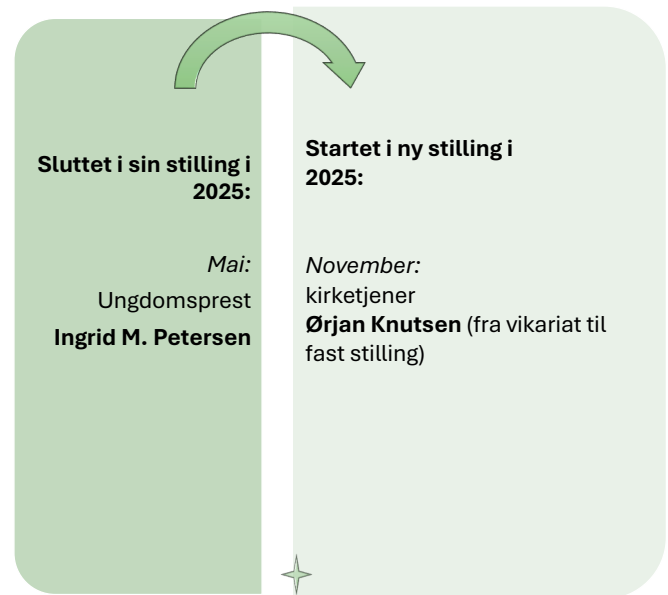 Sluttet i sin stilling i
2025:
Mai:
Ungdomsprest
Ingrid M. Petersen
Startet i ny stilling i
2025:
November:
kirketjener
Ørjan Knutsen (fra vikariat til
fast stilling)